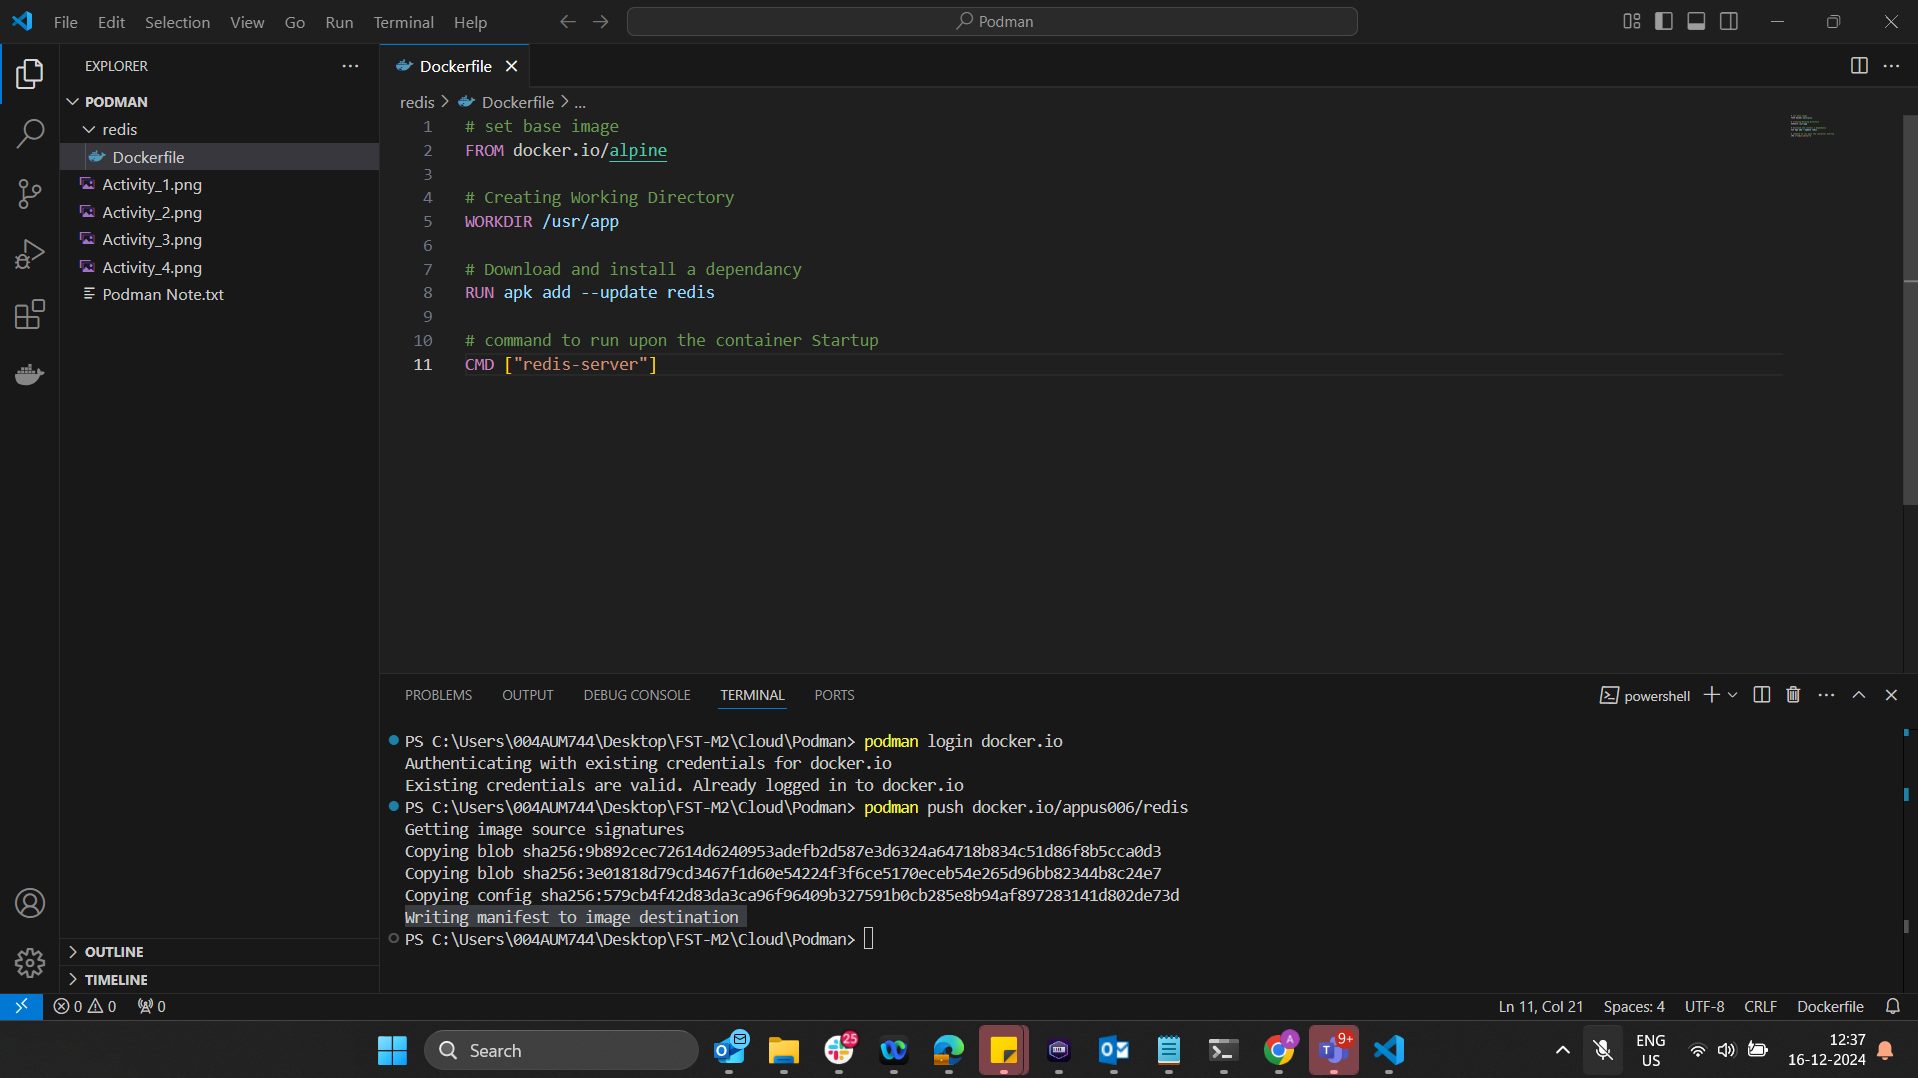 File Edit Selection View Go Run Terminal Help
Podman
EXPLORER
PODMAN
redis
Dockerfile
Activity_1.png
Activity_2.png
Activity_3.png
Activity_4.png
Podman Note.txt
OUTLINE
TIMELINE
Dockerfile
redis > Dockerfile > ...
1 # set base image
2 FROM docker.io/alpine
3
4 # Creating Working Directory
5 WORKDIR /usr/app
6
7 # Download and install a dependancy
8 RUN apk add --update redis
9
10 # command to run upon the container Startup
11 CMD ["redis-server"]
PROBLEMS OUTPUT DEBUG CONSOLE TERMINAL PORTS
powershell
PS C:\Users\004AUM744\Desktop\FST-M2\Cloud\Podman> podman login docker.io
Authenticating with existing credentials for docker.io
Existing credentials are valid. Already logged in to docker.io
PS C:\Users\004AUM744\Desktop\FST-M2\Cloud\Podman> podman push docker.io/appus006/redis
Getting image source signatures
Copying blob sha256:9b892cec72614d6240953adefb2d587e3d6324a64718b834c51d86f8b5cca0d3
Copying blob sha256:3e01818d79cd3467f1d60e54224f3f6ce5170eceb54e265d96bb82344b8c24e7
Copying config sha256:579cb4f42d83da3ca96f96409b327591b0cb285e8b94af897283141d802de73d
Writing manifest to image destination
PS C:\Users\004AUM744\Desktop\FST-M2\Cloud\Podman>
0 0 0
Ln 11, Col 21 Spaces: 4 UTF-8 CRLF Dockerfile
Search
25
A
9+
ENG
US
12:37
16-12-2024